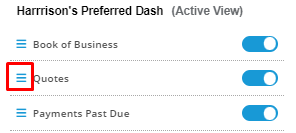 Harrrison's Preferred Dash (Active View)
Book of Business
Quotes
Payments Past Due